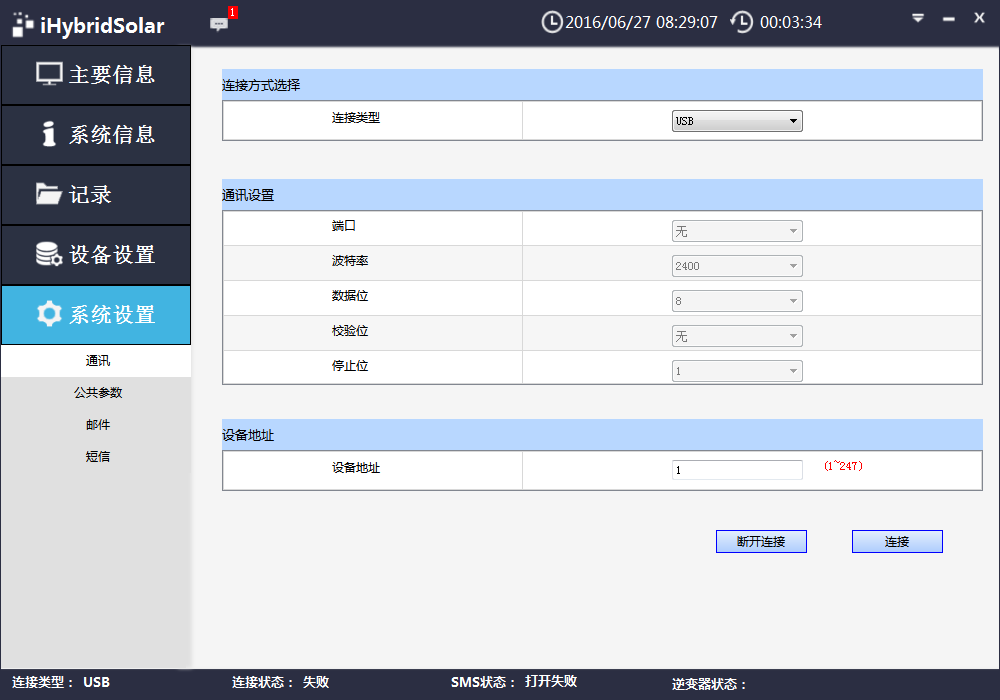 iHybridSolar
1
2016/06/27 08:29:07
00:03:34
主要信息
系统信息
记录
设备设置
系统设置
通讯
公共参数
邮件
短信
连接方式选择
连接类型
USB
通讯设置
端口
无
波特率
2400
数据位
8
校验位
无
停止位
1
设备地址
设备地址
1
(1~247)
断开连接
连接
连接类型： USB
连接状态： 失败
SMS状态： 打开失败
逆变器状态：